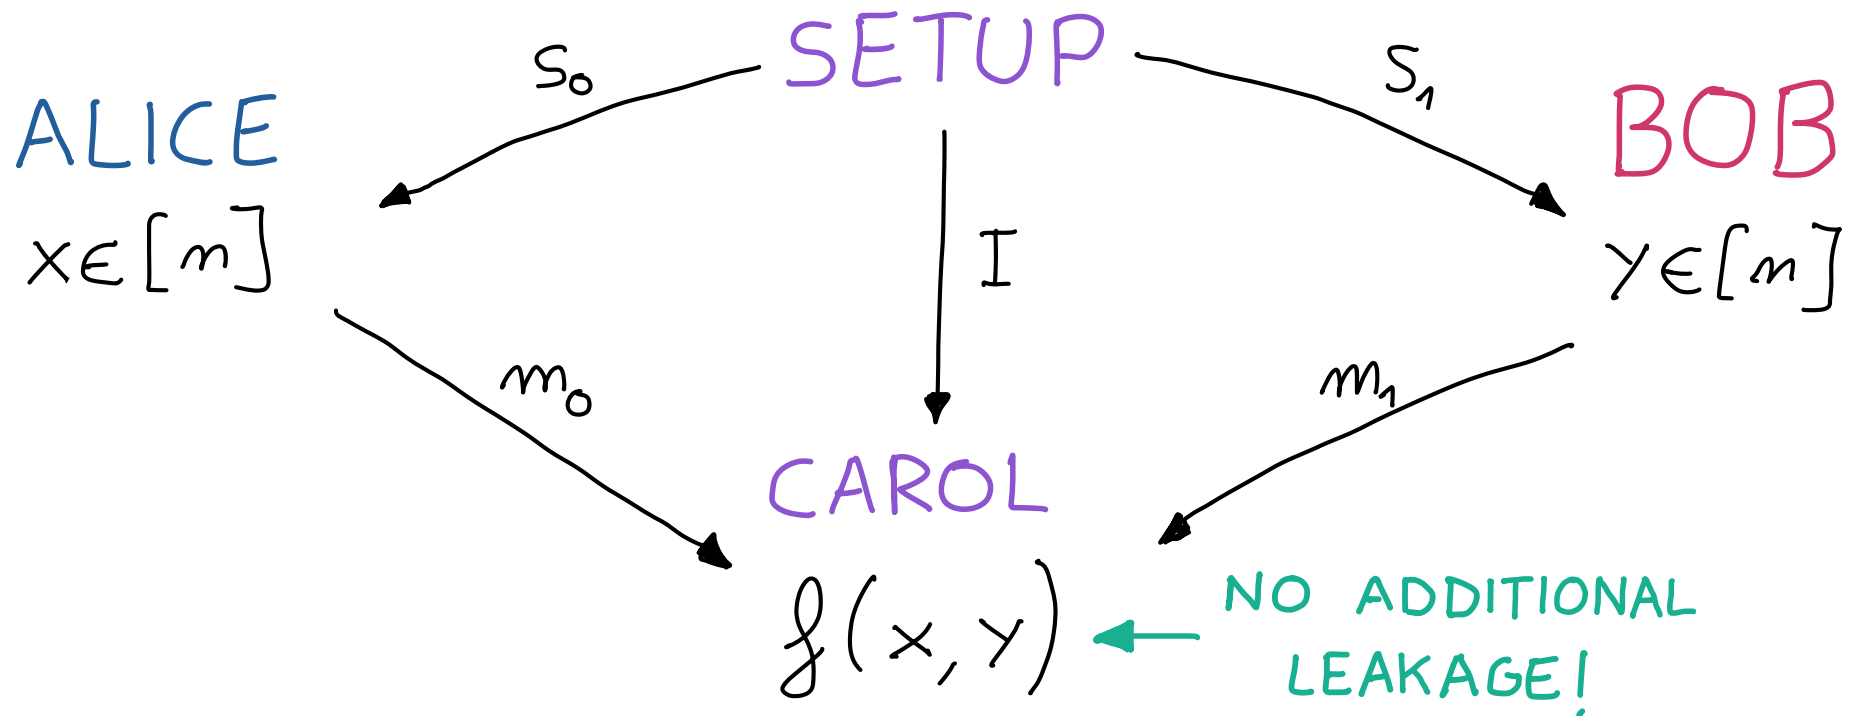 SETUP
S₀
S₁
ALICE
BOB
x∈[n]
I
y∈[n]
m₀
m₁
CAROL
f(x,y)
NO ADDITIONAL
LEAKAGE!